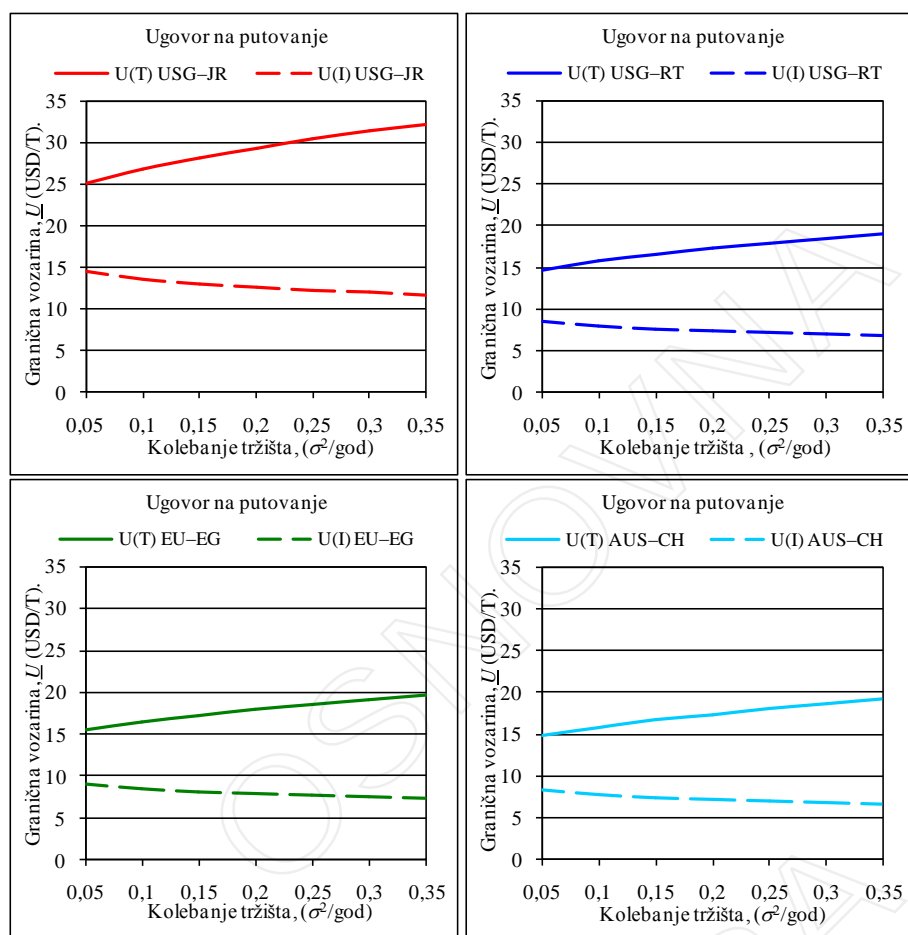 Ugovor na putovanje
U(T) USG–JR U(I) USG–JR
Granična vozarina, U (USD/T).
35
30
25
20
15
10
5
0
0,05 0,1 0,15 0,2 0,25 0,3 0,35
Kolebanje tržišta, (σ²/god)
Ugovor na putovanje
U(T) USG–RT U(I) USG–RT
Granična vozarina, U (USD/T).
35
30
25
20
15
10
5
0
0,05 0,1 0,15 0,2 0,25 0,3 0,35
Kolebanje tržišta , (σ²/god)
Ugovor na putovanje
U(T) EU–EG U(I) EU–EG
Granična vozarina, U (USD/T).
35
30
25
20
15
10
5
0
0,05 0,1 0,15 0,2 0,25 0,3 0,35
Kolebanje tržišta, (σ²/god)
Ugovor na putovanje
U(T) AUS–CH U(I) AUS–CH
Granična vozarina, U (USD/T).
35
30
25
20
15
10
5
0
0,05 0,1 0,15 0,2 0,25 0,3 0,35
Kolebanje tržišta, (σ²/god)
OSNOVNA